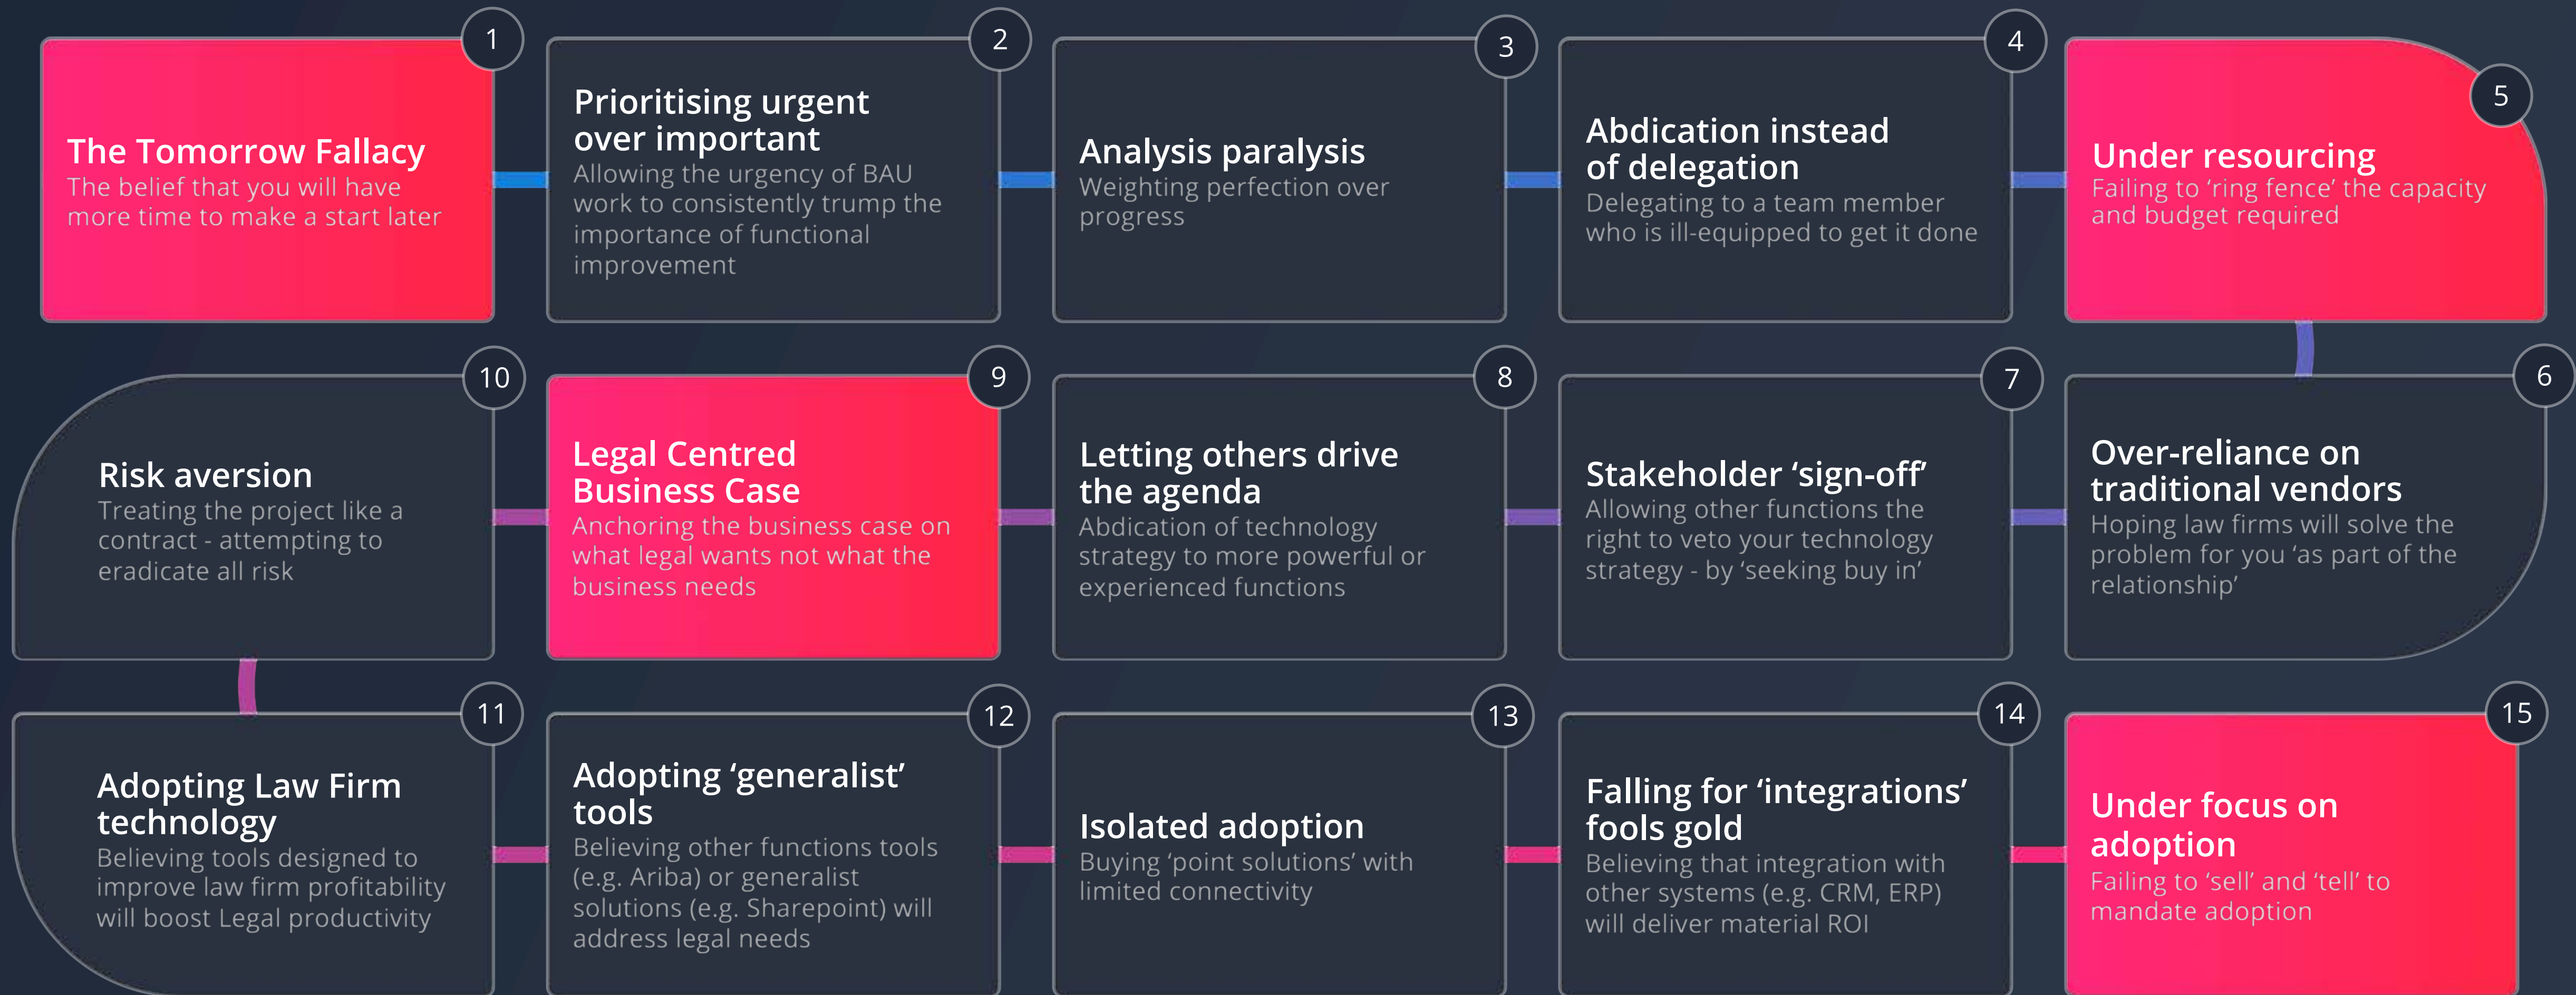 1
The Tomorrow Fallacy
The belief that you will have
more time to make a start later
2
Prioritising urgent
over important
Allowing the urgency of BAU
work to consistently trump the
importance of functional
improvement
3
Analysis paralysis
Weighting perfection over
progress
4
Abdication instead
of delegation
Delegating to a team member
who is ill-equipped to get it done
5
Under resourcing
Failing to ‘ring fence’ the capacity
and budget required
6
Over-reliance on
traditional vendors
Hoping law firms will solve the
problem for you ‘as part of the
relationship’
7
Stakeholder ‘sign-off’
Allowing other functions the
right to veto your technology
strategy - by ‘seeking buy in’
8
Letting others drive
the agenda
Abdication of technology
strategy to more powerful or
experienced functions
9
Legal Centred
Business Case
Anchoring the business case on
what legal wants not what the
business needs
10
Risk aversion
Treating the project like a
contract - attempting to
eradicate all risk
11
Adopting Law Firm
technology
Believing tools designed to
improve law firm profitability
will boost Legal productivity
12
Adopting ‘generalist’
tools
Believing other functions tools
(e.g. Ariba) or generalist
solutions (e.g. Sharepoint) will
address legal needs
13
Isolated adoption
Buying ‘point solutions’ with
limited connectivity
14
Falling for ‘integrations’
fools gold
Believing that integration with
other systems (e.g. CRM, ERP)
will deliver material ROI
15
Under focus on
adoption
Failing to ‘sell’ and ‘tell’ to
mandate adoption